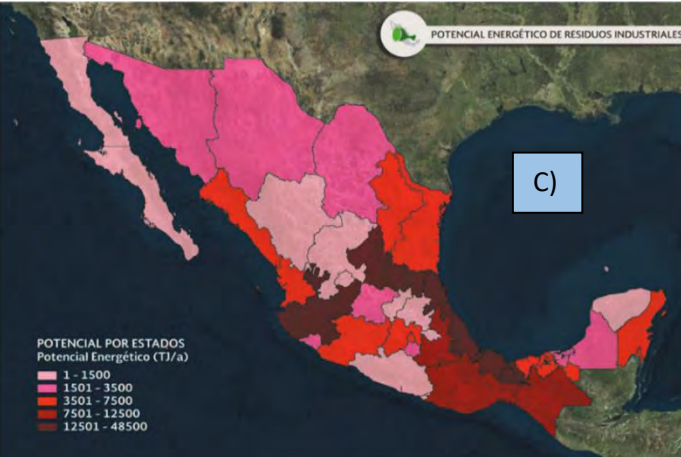 POTENCIAL ENERGÉTICO DE RESIDUOS INDUSTRIALES
C)
POTENCIAL POR ESTADOS
Potencial Energético (TJ/a)
1 - 1500
1501 - 3500
3501 - 7500
7501 - 12500
12501 - 48500